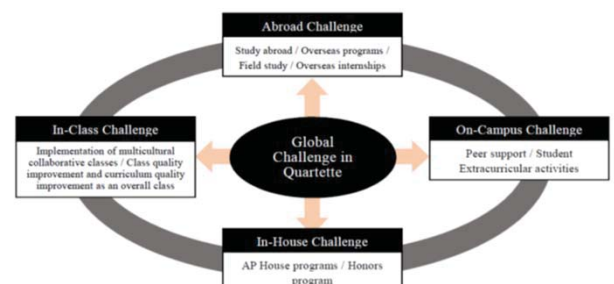 Abroad Challenge
Study abroad / Overseas programs /
Field study / Overseas internships
In-Class Challenge
Implementation of multicultural
collaborative classes / Class quality
improvement and curriculum quality
improvement as an overall class
Global
Challenge in
Quartette
On-Campus Challenge
Peer support / Student
Extracurricular activities
In-House Challenge
AP House programs / Honors
program